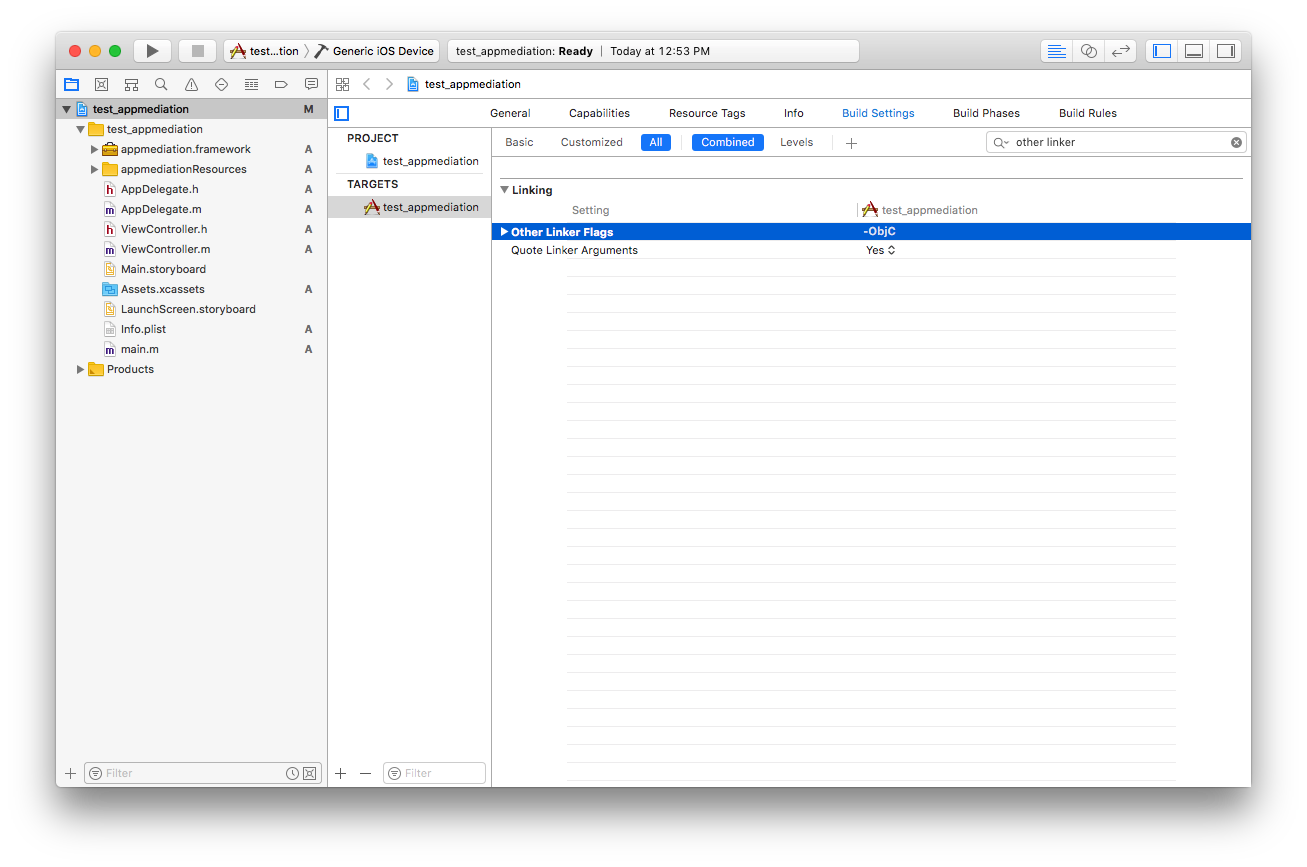 test...tion Generic iOS Device test_appmediation: Ready | Today at 12:53 PM
test_appmediation
test_appmediation M
test_appmediation
appmediation.framework A
appmediationResources A
AppDelegate.h A
AppDelegate.m A
ViewController.h A
ViewController.m A
Main.storyboard
Assets.xcassets A
LaunchScreen.storyboard
Info.plist A
main.m A
Products
Filter
General Capabilities Resource Tags Info Build Settings Build Phases Build Rules
PROJECT
test_appmediation
TARGETS
test_appmediation
Filter
Basic Customized All Combined Levels + other linker
Linking
Setting test_appmediation
Other Linker Flags -ObjC
Quote Linker Arguments Yes